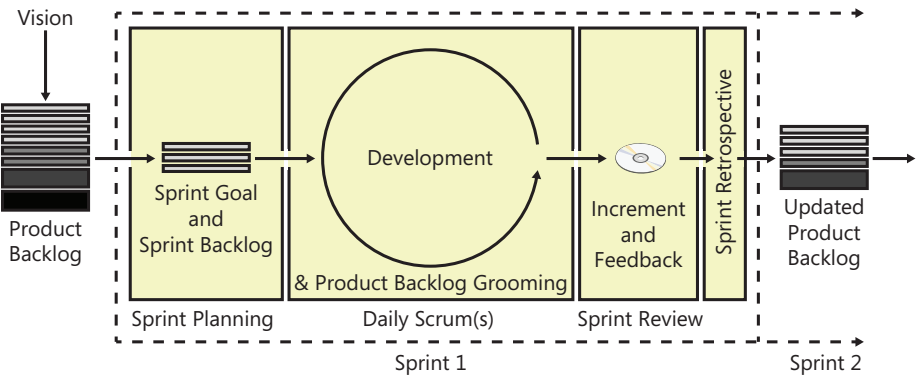 Vision
Product
Backlog
Sprint Goal
and
Sprint Backlog
Sprint Planning
Development
& Product Backlog Grooming
Daily Scrum(s)
Increment
and
Feedback
Sprint Review
Sprint Retrospective
Updated
Product
Backlog
Sprint 1
Sprint 2